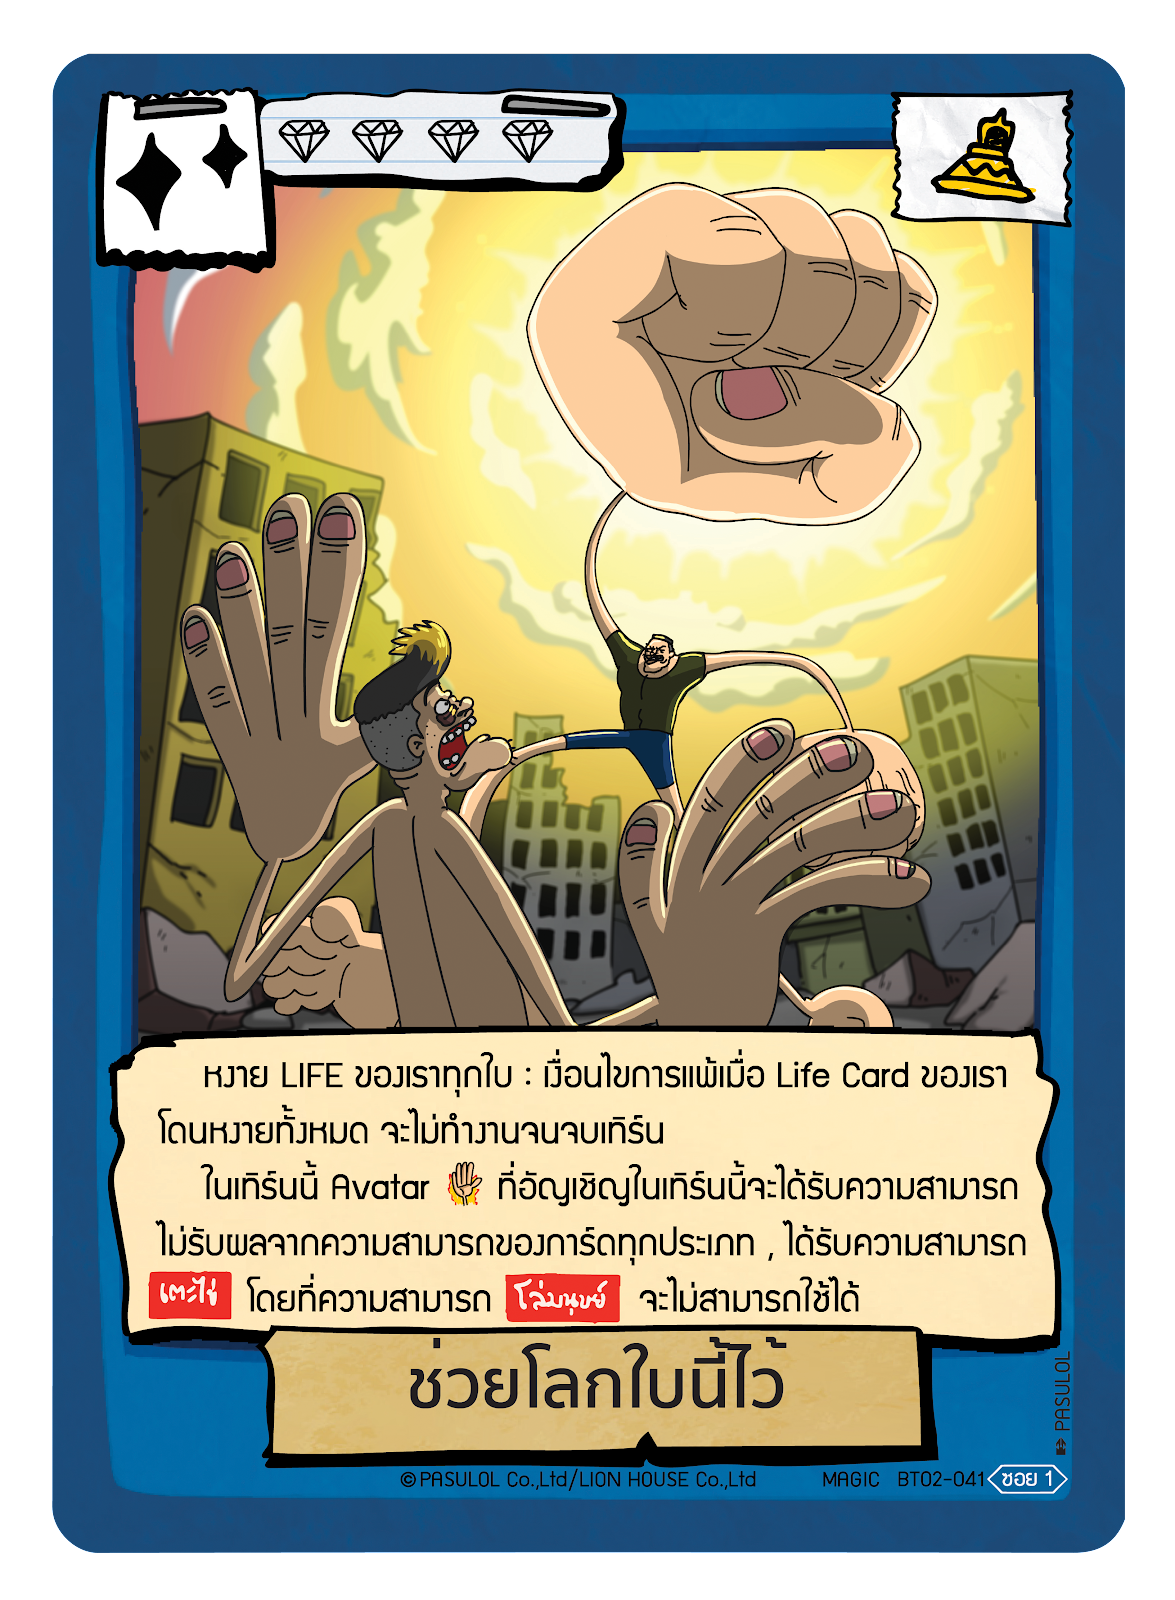 หงาย LIFE ของเราทุกใบ : เงื่อนไขการแพ้เมื่อ Life Card ของเรา
โดนหงายทั้งหมด จะไม่ทำงานจนจบเทิร์น
ในเทิร์นนี้ Avatar ที่อัญเชิญในเทิร์นนี้จะได้รับความสามารถ
ไม่รับผลจากความสามารถของการ์ดทุกประเภท , ได้รับความสามารถ
เตะไข่ โดยที่ความสามารถ โล่มนุษย์ จะไม่สามารถใช้ได้
ช่วยโลกใบนี้ไว้
PASULOL
©PASULOL Co.,Ltd/LION HOUSE Co.,Ltd MAGIC BT02-041 ซอย 1